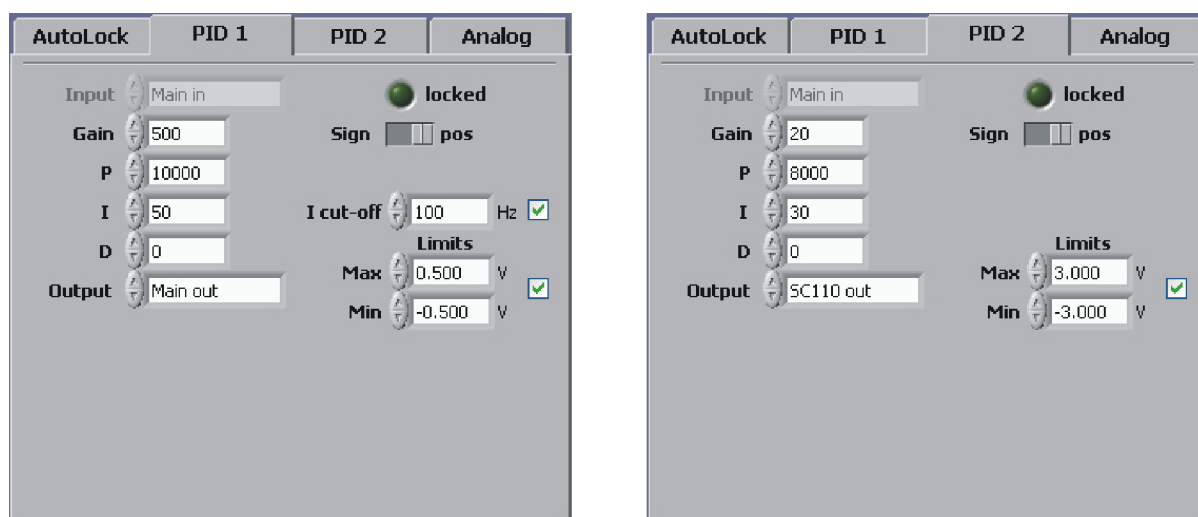 AutoLock PID 1 PID 2 Analog
Input Main in locked
Gain 500 Sign pos
P 10000
I 50 I cut-off 100 Hz
Limits
D 0 Max 0.500 V
Output Main out
Min -0.500 V
AutoLock PID 1 PID 2 Analog
Input Main in locked
Gain 20 Sign pos
P 8000
I 30
Limits
D 0 Max 3.000 V
Output SC110 out
Min -3.000 V